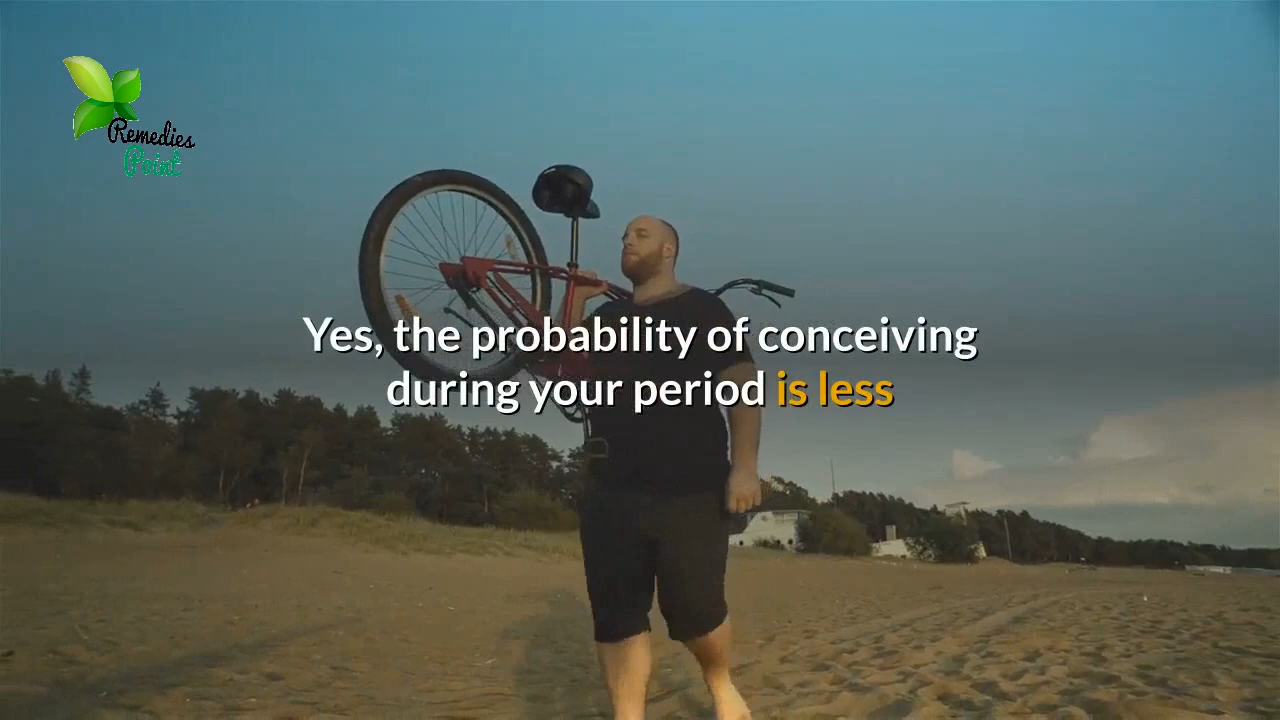 Remedies
Point
Yes, the probability of conceiving
during your period is less